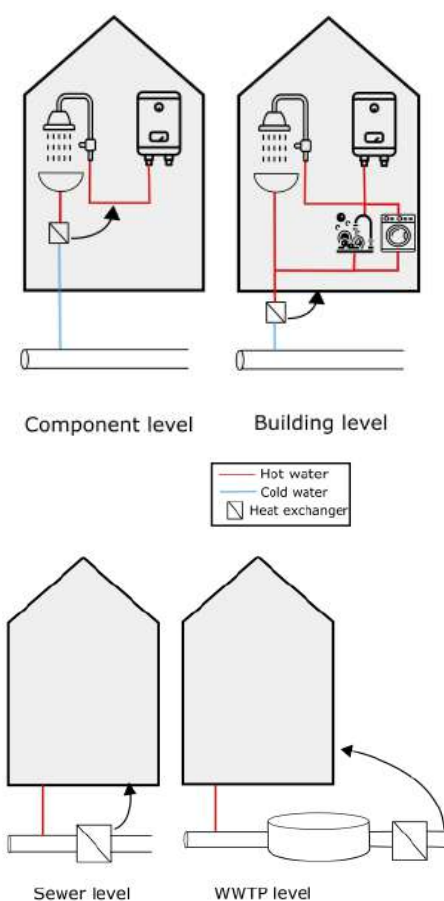 Component level
Building level
Hot water
Cold water
Heat exchanger
Sewer level
WWTP level